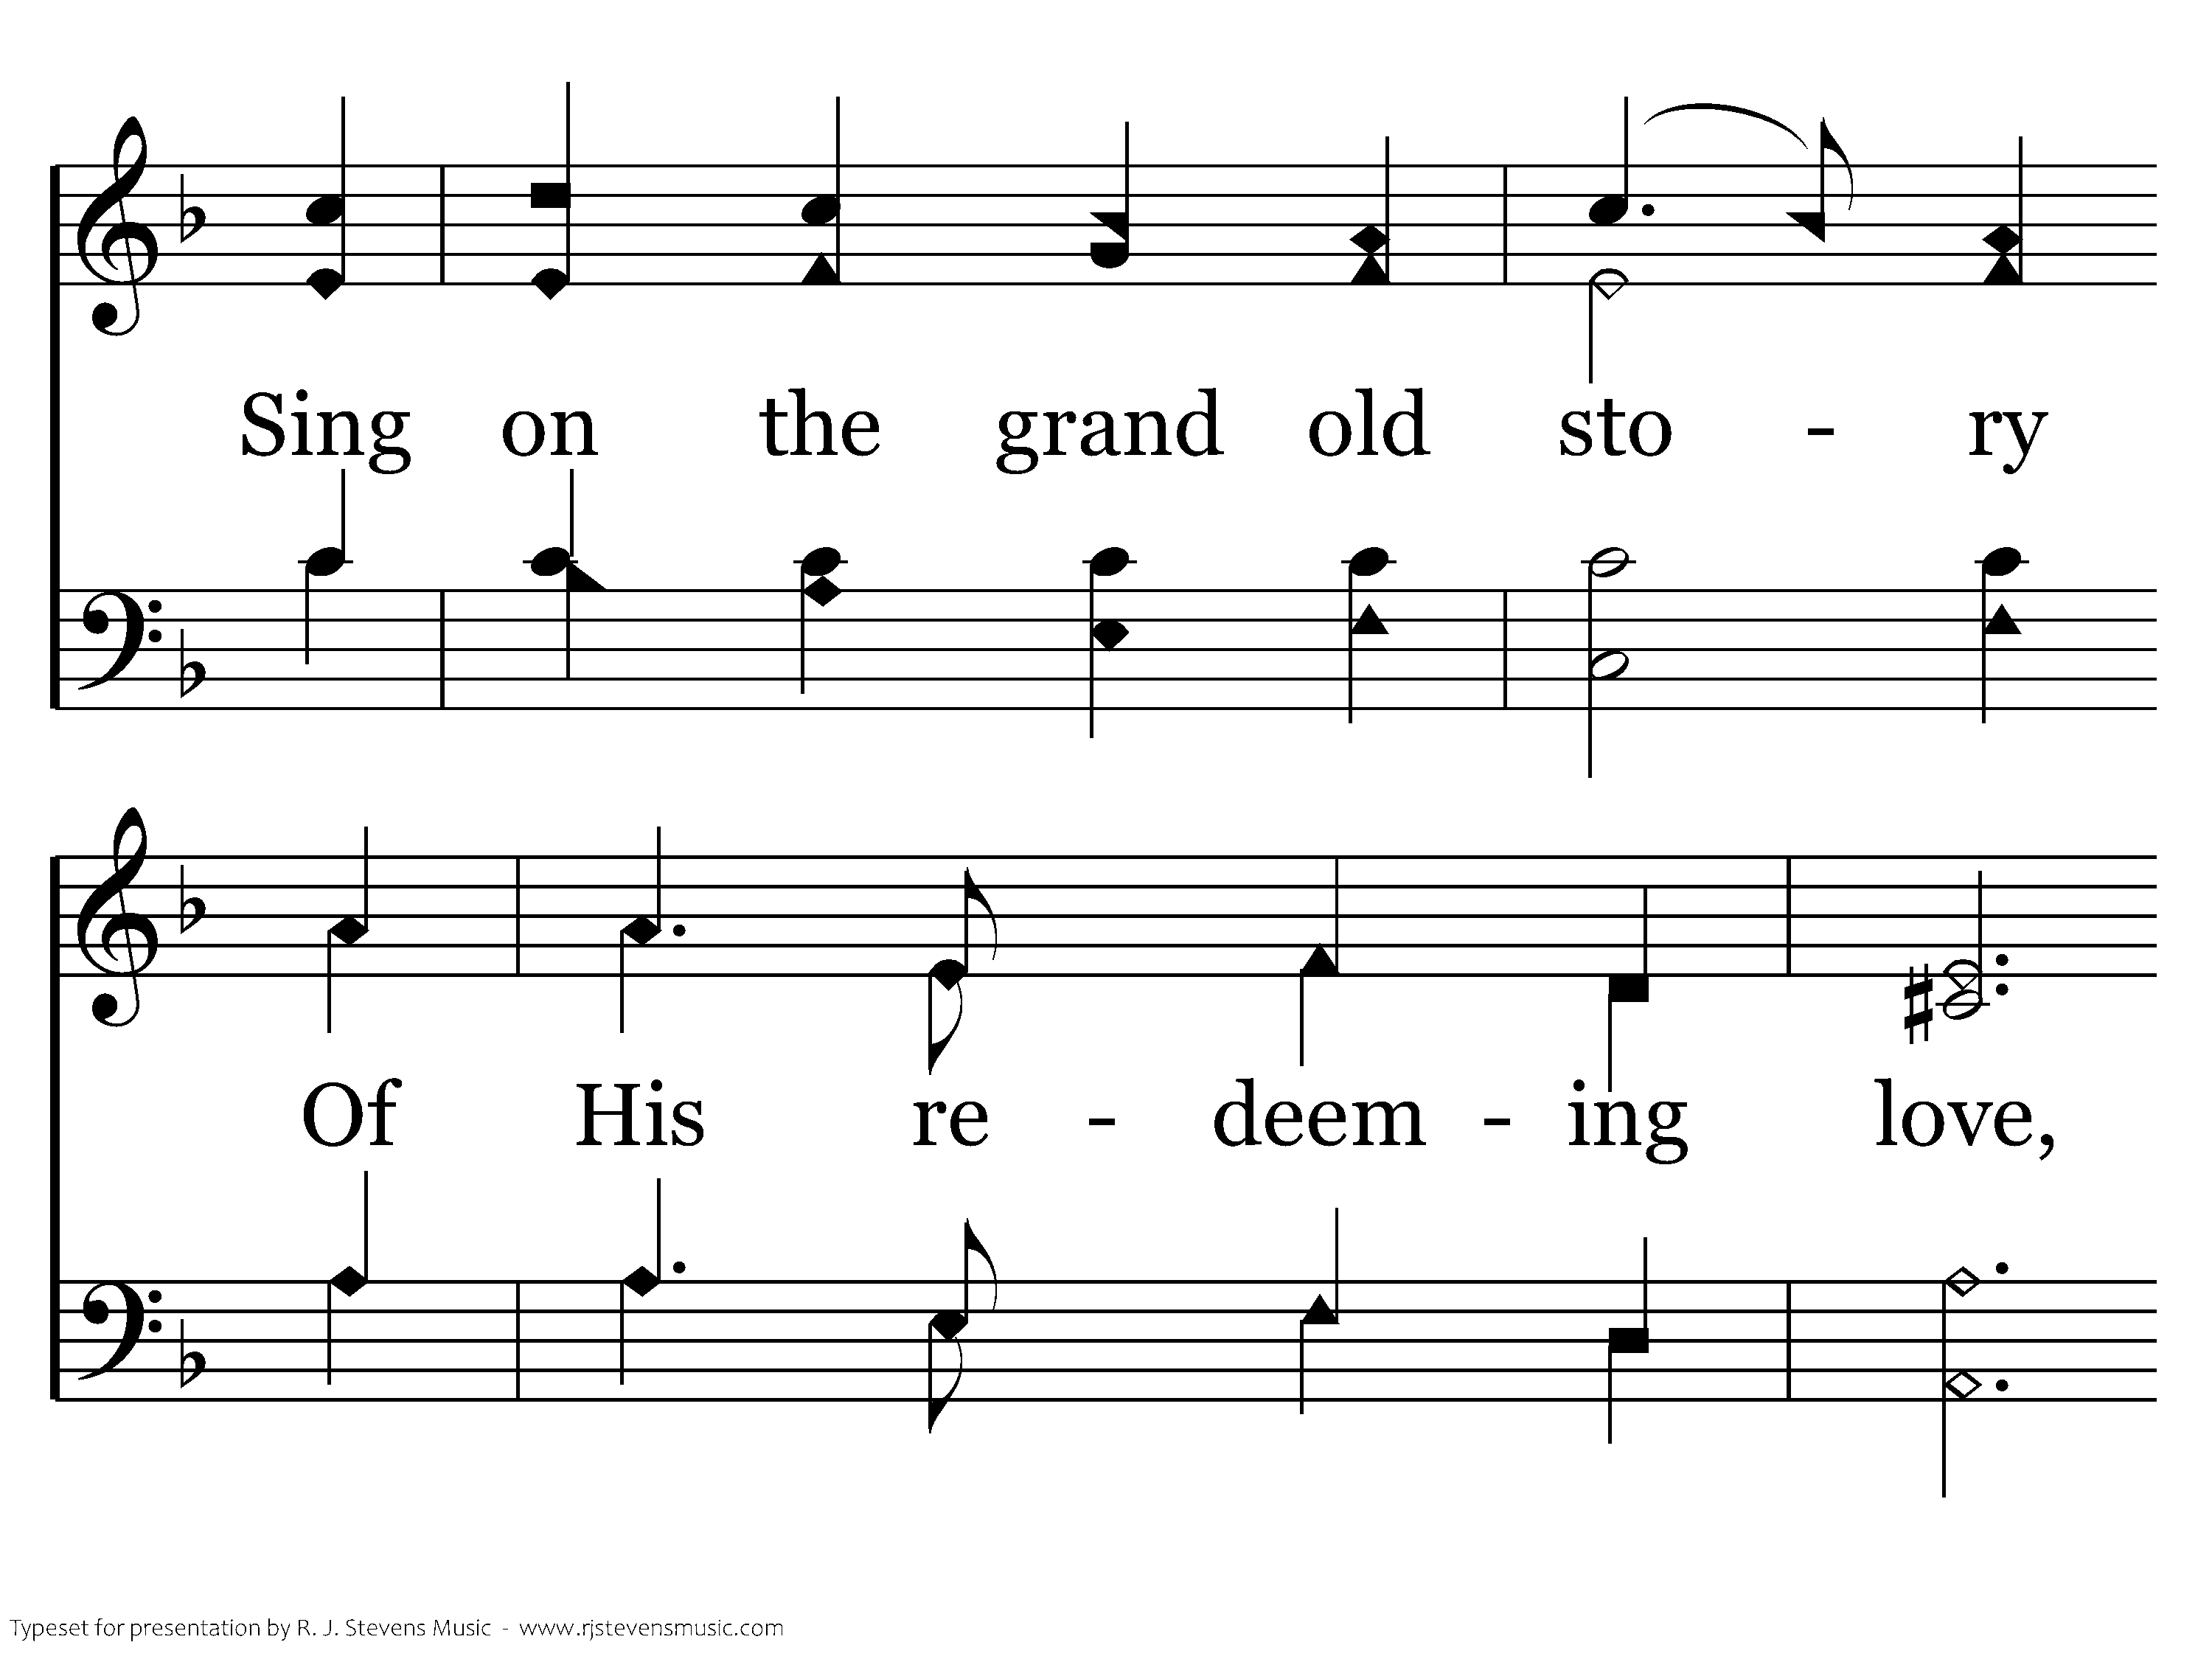 Sing on the grand old sto - ry
Of His re - deem - ing love,
Typeset for presentation by R. J. Stevens Music - www.rjstevensmusic.com